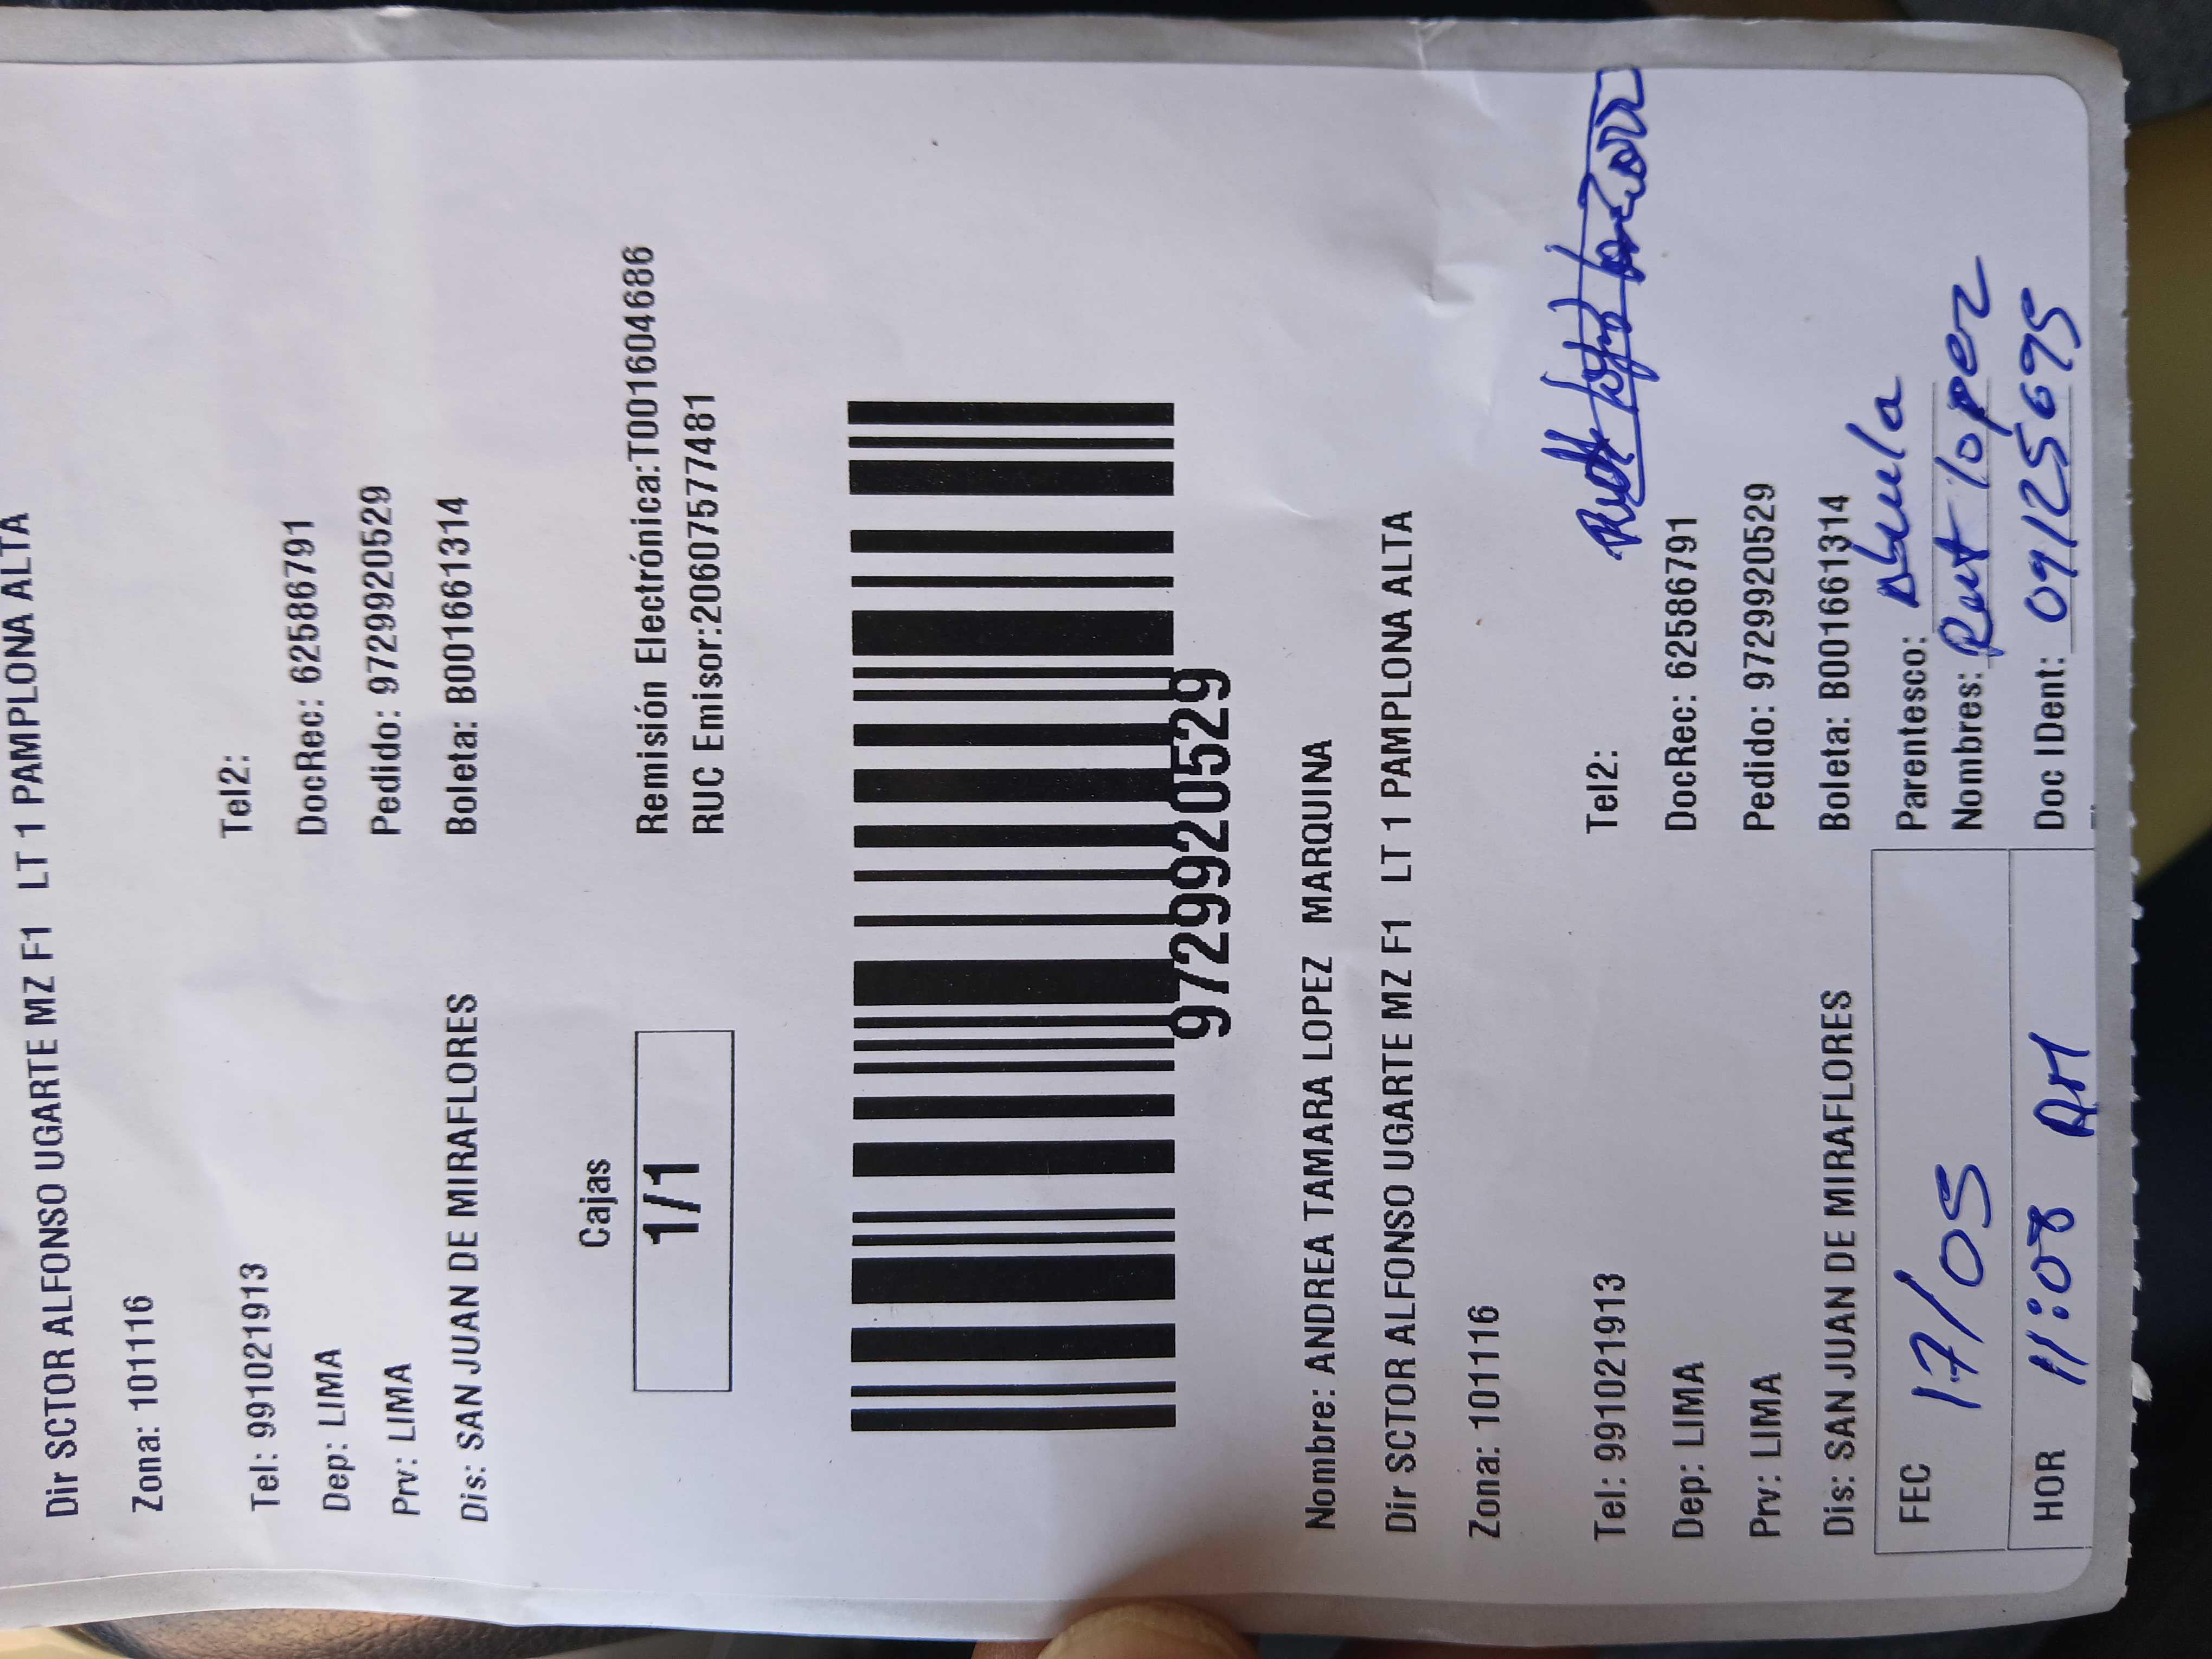 Dir SCTOR ALFONSO UGARTE MZ F1 LT 1 PAMPLONA ALTA
Zona: 101116
Tel: 991021913 Tel2:
Dep: LIMA DocRec: 62586791
Prv: LIMA Pedido: 9729920529
Dis: SAN JUAN DE MIRAFLORES Boleta: B001661314
Cajas
1/1
Remisión Electrónica:T001604686
RUC Emisor:20607577481
9729920529
Nombre: ANDREA TAMARA LOPEZ MARQUINA
Dir SCTOR ALFONSO UGARTE MZ F1 LT 1 PAMPLONA ALTA
Zona: 101116
Tel: 991021913 Tel2:
Dep: LIMA DocRec: 62586791
Prv: LIMA Pedido: 9729920529
Dis: SAN JUAN DE MIRAFLORES Boleta: B001661314
FEC 17/05
HOR 11:08 AM
Parentesco: Abuela
Nombres: Rut lopez
Doc IDent: 09125695